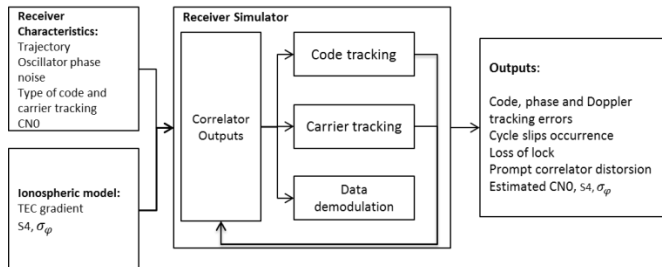 Receiver
Characteristics:
Trajectory
Oscillator phase
noise
Type of code and
carrier tracking
CN0
Ionospheric model:
TEC gradient
S4, σφ
Receiver Simulator
Correlator
Outputs
Code tracking
Carrier tracking
Data
demodulation
Outputs:
Code, phase and Doppler
tracking errors
Cycle slips occurrence
Loss of lock
Prompt correlator distorsion
Estimated CN0, S4, σφ